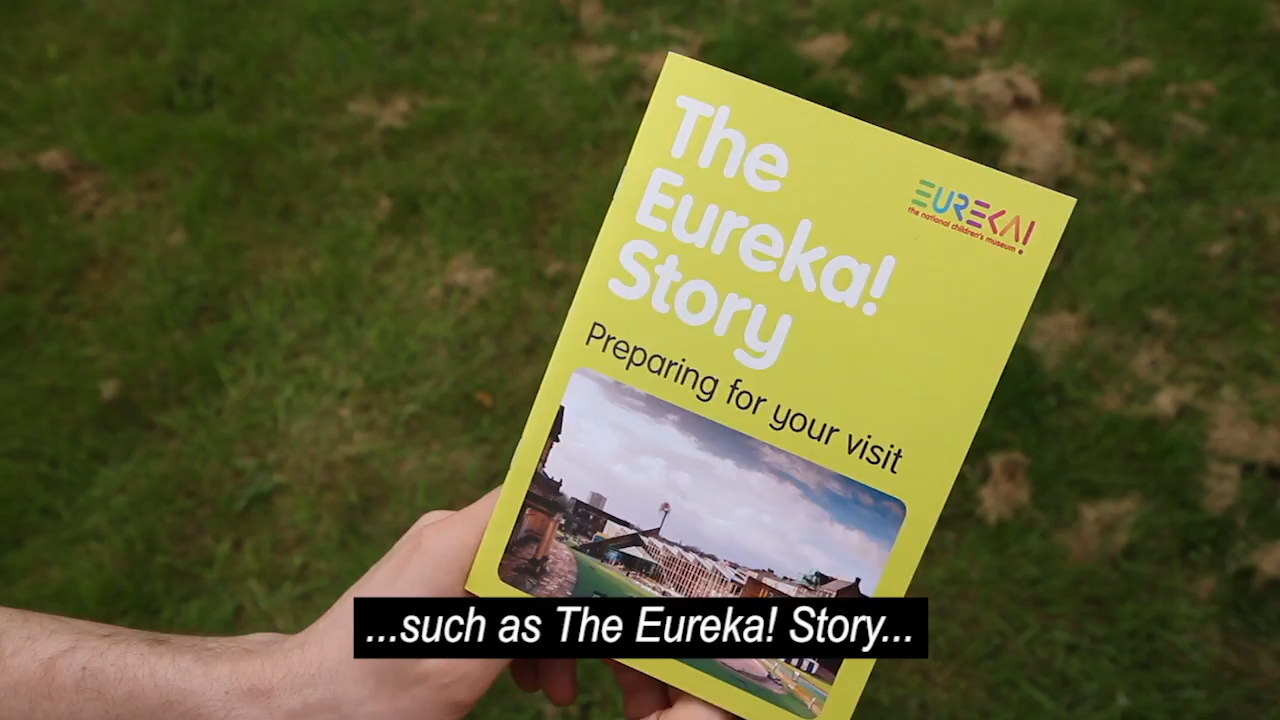 The
Eureka!
Story
EUREKA!
the national children's museum
Preparing for your visit
...such as The Eureka! Story...